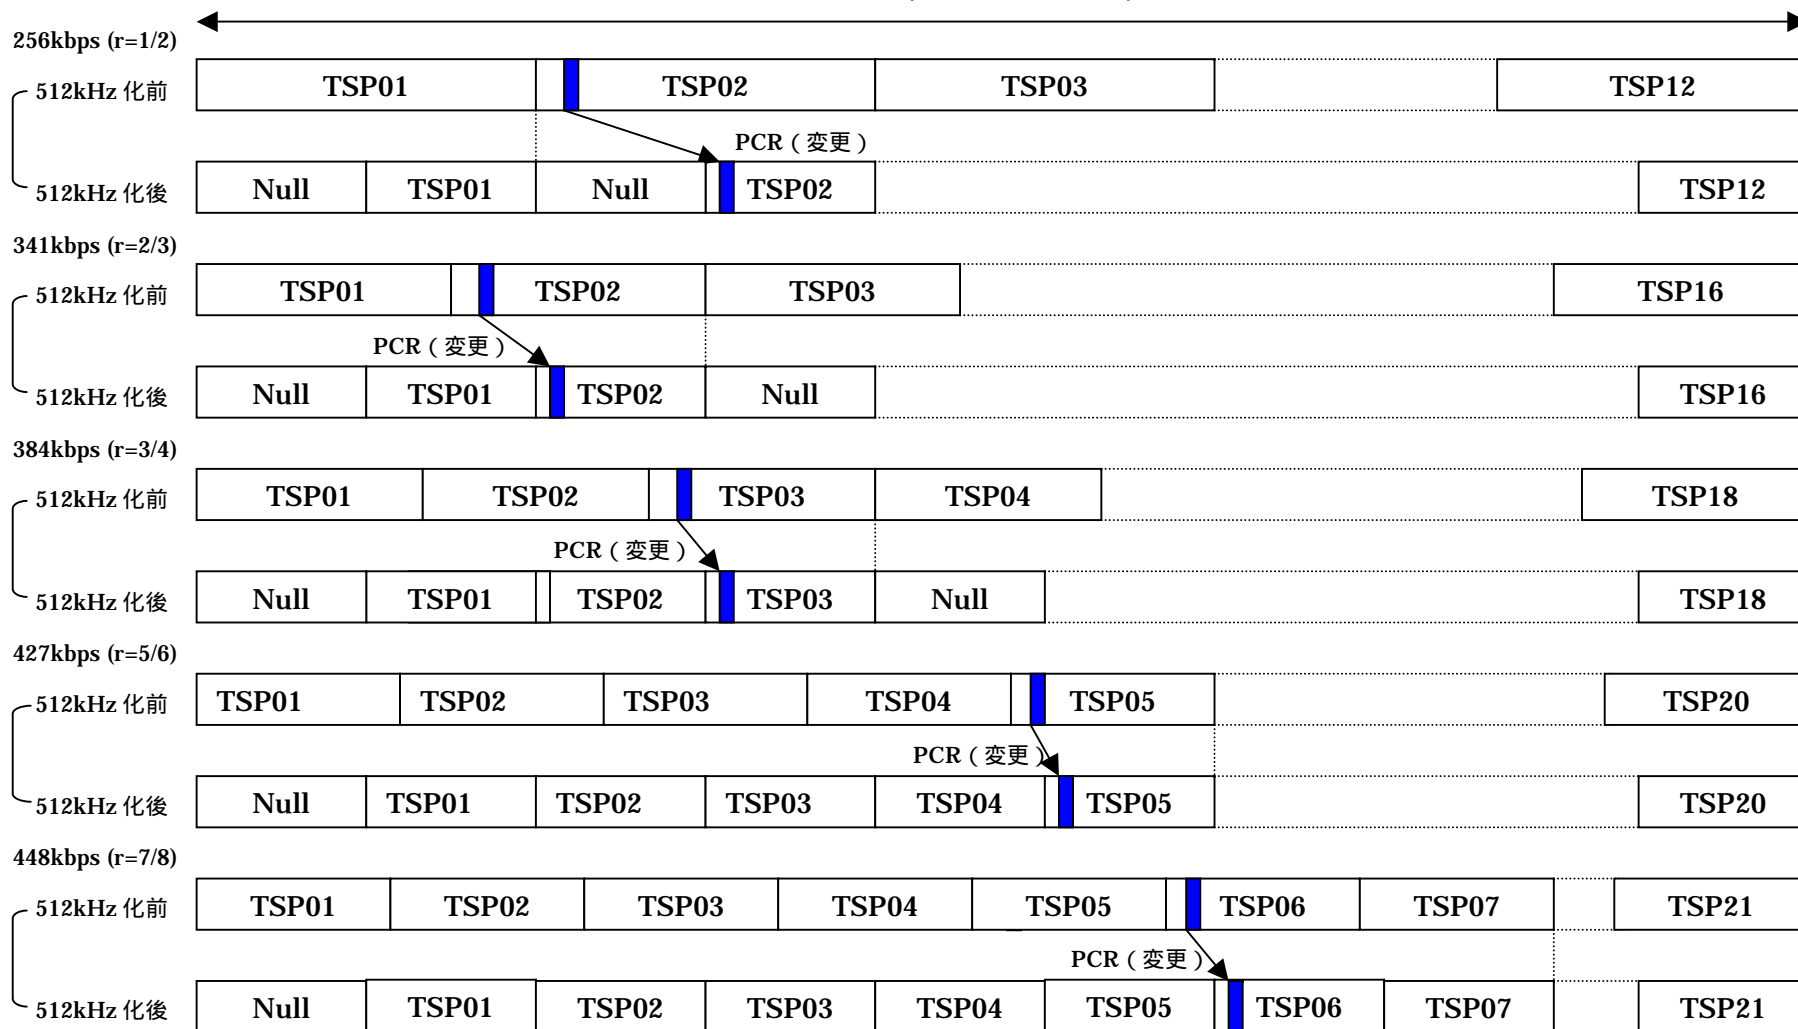 256kbps (r=1/2)
512kHz 化前 TSP01 TSP02 TSP03 TSP12
PCR（変更）
512kHz 化後 Null TSP01 Null TSP02 TSP12
341kbps (r=2/3)
512kHz 化前 TSP01 TSP02 TSP03 TSP16
PCR（変更）
512kHz 化後 Null TSP01 TSP02 Null TSP16
384kbps (r=3/4)
512kHz 化前 TSP01 TSP02 TSP03 TSP04 TSP18
PCR（変更）
512kHz 化後 Null TSP01 TSP02 TSP03 Null TSP18
427kbps (r=5/6)
512kHz 化前 TSP01 TSP02 TSP03 TSP04 TSP05 TSP20
PCR（変更）
512kHz 化後 Null TSP01 TSP02 TSP03 TSP04 TSP05 TSP20
448kbps (r=7/8)
512kHz 化前 TSP01 TSP02 TSP03 TSP04 TSP05 TSP06 TSP07 TSP21
PCR（変更）
512kHz 化後 Null TSP01 TSP02 TSP03 TSP04 TSP05 TSP06 TSP07 TSP21